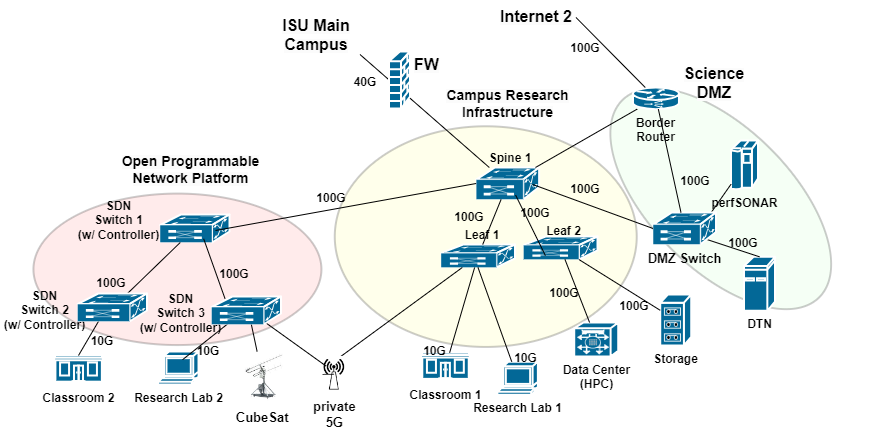 Internet 2
ISU Main
Campus
100G
FW
Science
DMZ
40G
Campus Research
Infrastructure
Border
Router
Open Programmable
Network Platform
Spine 1
100G
100G
100G
perfSONAR
SDN
Switch 1
(w/ Controller)
100G
100G
Leaf 1
Leaf 2
100G
DMZ Switch
100G
100G
SDN
Switch 2
(w/ Controller)
SDN
Switch 3
(w/ Controller)
100G
100G
DTN
10G
10G
10G
10G
Storage
Classroom 2
Research Lab 2
CubeSat
private
5G
Classroom 1
Research Lab 1
Data Center
(HPC)